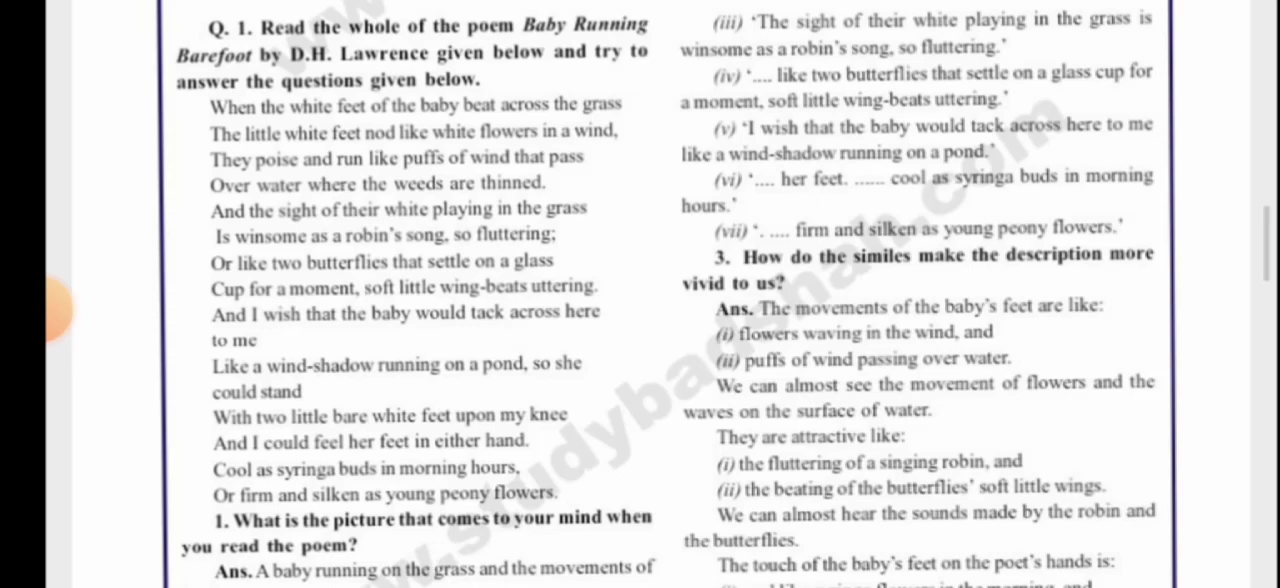 Q. 1. Read the whole of the poem Baby Running
Barefoot by D.H. Lawrence given below and try to
answer the questions given below.
When the white feet of the baby beat across the grass
The little white feet nod like white flowers in a wind,
They poise and run like puffs of wind that pass
Over water where the weeds are thinned.
And the sight of their white playing in the grass
Is winsome as a robin's song, so fluttering;
Or like two butterflies that settle on a glass
Cup for a moment, soft little wing-beats uttering.
And I wish that the baby would tack across here
to me
Like a wind-shadow running on a pond, so she
could stand
With two little bare white feet upon my knee
And I could feel her feet in either hand.
Cool as syringa buds in morning hours,
Or firm and silken as young peony flowers.
1. What is the picture that comes to your mind when
you read the poem?
Ans. A baby running on the grass and the movements of
(iii) 'The sight of their white playing in the grass is
winsome as a robin's song, so fluttering.'
(iv) '.... like two butterflies that settle on a glass cup for
a moment, soft little wing-beats uttering.'
(v) 'I wish that the baby would tack across here to me
like a wind-shadow running on a pond.'
(vi) '.... her feet. ...... cool as syringa buds in morning
hours.'
(vii) '. .... firm and silken as young peony flowers.'
3. How do the similes make the description more
vivid to us?
Ans. The movements of the baby's feet are like:
(i) flowers waving in the wind, and
(ii) puffs of wind passing over water.
We can almost see the movement of flowers and the
waves on the surface of water.
They are attractive like:
(i) the fluttering of a singing robin, and
(ii) the beating of the butterflies' soft little wings.
We can almost hear the sounds made by the robin and
the butterflies.
The touch of the baby's feet on the poet's hands is:
www.studybadshah.com